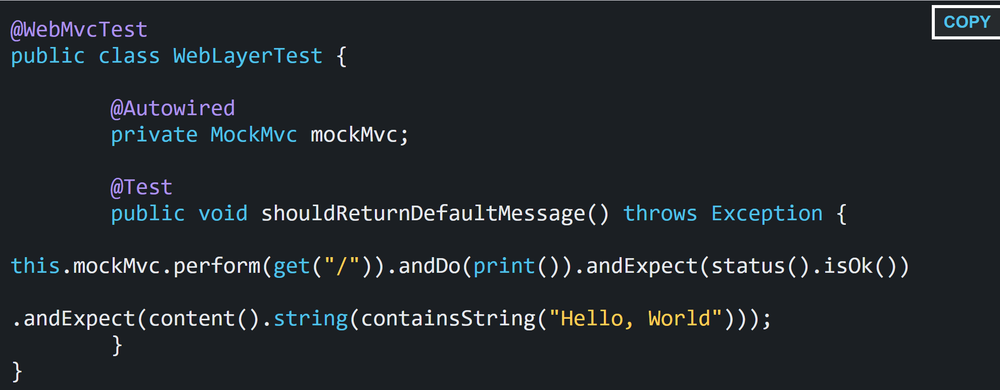 COPY
@WebMvcTest
public class WebLayerTest {
@Autowired
private MockMvc mockMvc;
@Test
public void shouldReturnDefaultMessage() throws Exception {
this.mockMvc.perform(get("/")).andDo(print()).andExpect(status().isOk())
.andExpect(content().string(containsString("Hello, World")));
}
}